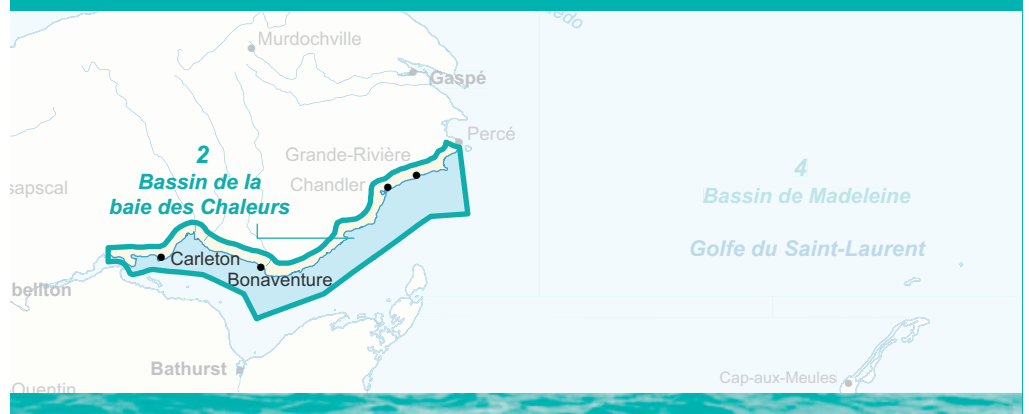 Murdochville
Gaspé
Percé
Grande-Rivière
Chandler
2
Bassin de la
baie des Chaleurs
4
Bassin de Madeleine
Golfe du Saint-Laurent
Carleton
Bonaventure
Bathurst
Cap-aux-Meules
Quentin